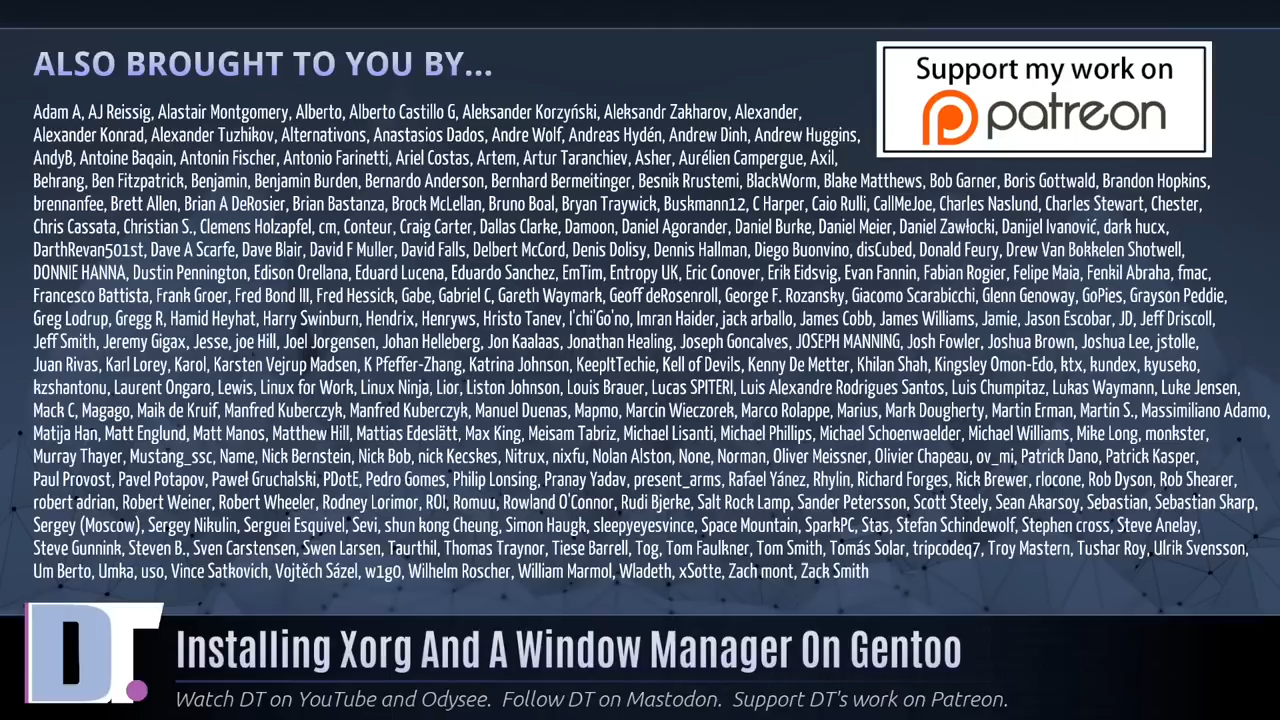 ALSO BROUGHT TO YOU BY...
Support my work on
patreon
Adam A, AJ Reissig, Alastair Montgomery, Alberto, Alberto Castillo G, Aleksander Korzyński, Aleksandr Zakharov, Alexander,
Alexander Konrad, Alexander Tuzhikov, Alternativons, Anastasios Dados, Andre Wolf, Andreas Hydén, Andrew Dinh, Andrew Huggins,
AndyB, Antoine Baqain, Antonin Fischer, Antonio Farinetti, Ariel Costas, Artem, Artur Taranchiev, Asher, Aurélien Campergue, Axil,
Behrang, Ben Fitzpatrick, Benjamin, Benjamin Burden, Bernardo Anderson, Bernhard Bermeitinger, Besnik Rrustemi, BlackWorm, Blake Matthews, Bob Garner, Boris Gottwald, Brandon Hopkins,
brennanfee, Brett Allen, Brian A DeRosier, Brian Bastanza, Brock McLellan, Bruno Boal, Bryan Traywick, Buskmann12, C Harper, Caio Rulli, CallMeJoe, Charles Naslund, Charles Stewart, Chester,
Chris Cassata, Christian S., Clemens Holzapfel, cm, Conteur, Craig Carter, Dallas Clarke, Damoon, Daniel Agorander, Daniel Burke, Daniel Meier, Daniel Zawłocki, Danijel Ivanović, dark hucx,
DarthRevan501st, Dave A Scarfe, Dave Blair, David F Muller, David Falls, Delbert McCord, Denis Dolisy, Dennis Hallman, Diego Buonvino, disCubed, Donald Feury, Drew Van Bokkelen Shotwell,
DONNIE HANNA, Dustin Pennington, Edison Orellana, Eduard Lucena, Eduardo Sanchez, EmTim, Entropy UK, Eric Conover, Erik Eidsvig, Evan Fannin, Fabian Rogier, Felipe Maia, Fenkil Abraha, fmac,
Francesco Battista, Frank Groer, Fred Bond III, Fred Hessick, Gabe, Gabriel C, Gareth Waymark, Geoff deRosenroll, George F. Rozansky, Giacomo Scarabicchi, Glenn Genoway, GoPies, Grayson Peddie,
Greg Lodrup, Gregg R, Hamid Heyhat, Harry Swinburn, Hendrix, Henryws, Hristo Tanev, I'chi'Go'no, Imran Haider, jack arballo, James Cobb, James Williams, Jamie, Jason Escobar, JD, Jeff Driscoll,
Jeff Smith, Jeremy Gigax, Jesse, joe Hill, Joel Jorgensen, Johan Helleberg, Jon Kaalaas, Jonathan Healing, Joseph Goncalves, JOSEPH MANNING, Josh Fowler, Joshua Brown, Joshua Lee, jstolle,
Juan Rivas, Karl Lorey, Karol, Karsten Vejrup Madsen, K Pfeffer-Zhang, Katrina Johnson, KeepItTechie, Kell of Devils, Kenny De Metter, Khilan Shah, Kingsley Omon-Edo, ktx, kundex, kyuseko,
kzshantonu, Laurent Ongaro, Lewis, Linux for Work, Linux Ninja, Lior, Liston Johnson, Louis Brauer, Lucas SPITERI, Luis Alexandre Rodrigues Santos, Luis Chumpitaz, Lukas Waymann, Luke Jensen,
Mack C, Magago, Maik de Kruif, Manfred Kuberczyk, Manfred Kuberczyk, Manuel Duenas, Mapmo, Marcin Wieczorek, Marco Rolappe, Marius, Mark Dougherty, Martin Erman, Martin S., Massimiliano Adamo,
Matija Han, Matt Englund, Matt Manos, Matthew Hill, Mattias Edeslätt, Max King, Meisam Tabriz, Michael Lisanti, Michael Phillips, Michael Schoenwaelder, Michael Williams, Mike Long, monkster,
Murray Thayer, Mustang_ssc, Name, Nick Bernstein, Nick Bob, nick Kecskes, Nitrux, nixfu, Nolan Alston, None, Norman, Oliver Meissner, Olivier Chapeau, ov_mi, Patrick Dano, Patrick Kasper,
Paul Provost, Pavel Potapov, Paweł Gruchalski, PDotE, Pedro Gomes, Philip Lonsing, Pranay Yadav, present_arms, Rafael Yánez, Rhylin, Richard Forges, Rick Brewer, rlocone, Rob Dyson, Rob Shearer,
robert adrian, Robert Weiner, Robert Wheeler, Rodney Lorimor, ROI, Romuu, Rowland O'Connor, Rudi Bjerke, Salt Rock Lamp, Sander Petersson, Scott Steely, Sean Akarsoy, Sebastian, Sebastian Skarp,
Sergey (Moscow), Sergey Nikulin, Serguei Esquivel, Sevi, shun kong Cheung, Simon Haugk, sleepyeyesvince, Space Mountain, SparkPC, Stas, Stefan Schindewolf, Stephen cross, Steve Anelay,
Steve Gunnink, Steven B., Sven Carstensen, Swen Larsen, Taurthil, Thomas Traynor, Tiese Barrell, Tog, Tom Faulkner, Tom Smith, Tomás Solar, tripcodeq7, Troy Mastern, Tushar Roy, Ulrik Svensson,
Um Berto, Umka, uso, Vince Satkovich, Vojtěch Sázel, w1g0, Wilhelm Roscher, William Marmol, Wladeth, xSotte, Zach mont, Zack Smith
DT.
Installing Xorg And A Window Manager On Gentoo
Watch DT on YouTube and Odysee. Follow DT on Mastodon. Support DT's work on Patreon.